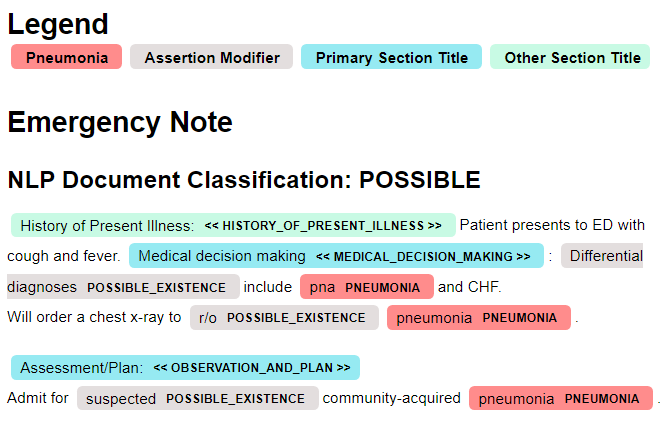 Legend
Pneumonia Assertion Modifier Primary Section Title Other Section Title
Emergency Note
NLP Document Classification: POSSIBLE
History of Present Illness: << HISTORY_OF_PRESENT_ILLNESS >> Patient presents to ED with
cough and fever. Medical decision making << MEDICAL_DECISION_MAKING >> : Differential
diagnoses POSSIBLE_EXISTENCE include pna PNEUMONIA and CHF.
Will order a chest x-ray to r/o POSSIBLE_EXISTENCE pneumonia PNEUMONIA .
Assessment/Plan: << OBSERVATION_AND_PLAN >>
Admit for suspected POSSIBLE_EXISTENCE community-acquired pneumonia PNEUMONIA .